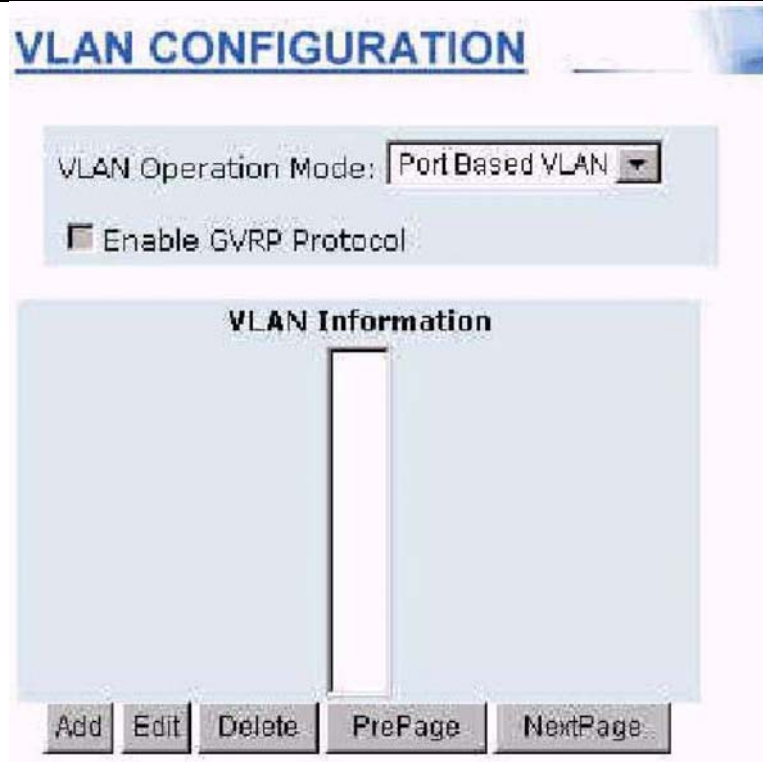 VLAN CONFIGURATION
VLAN Operation Mode: Port Based VLAN
Enable GVRP Protocol
VLAN Information
Add Edit Delete PrePage NextPage